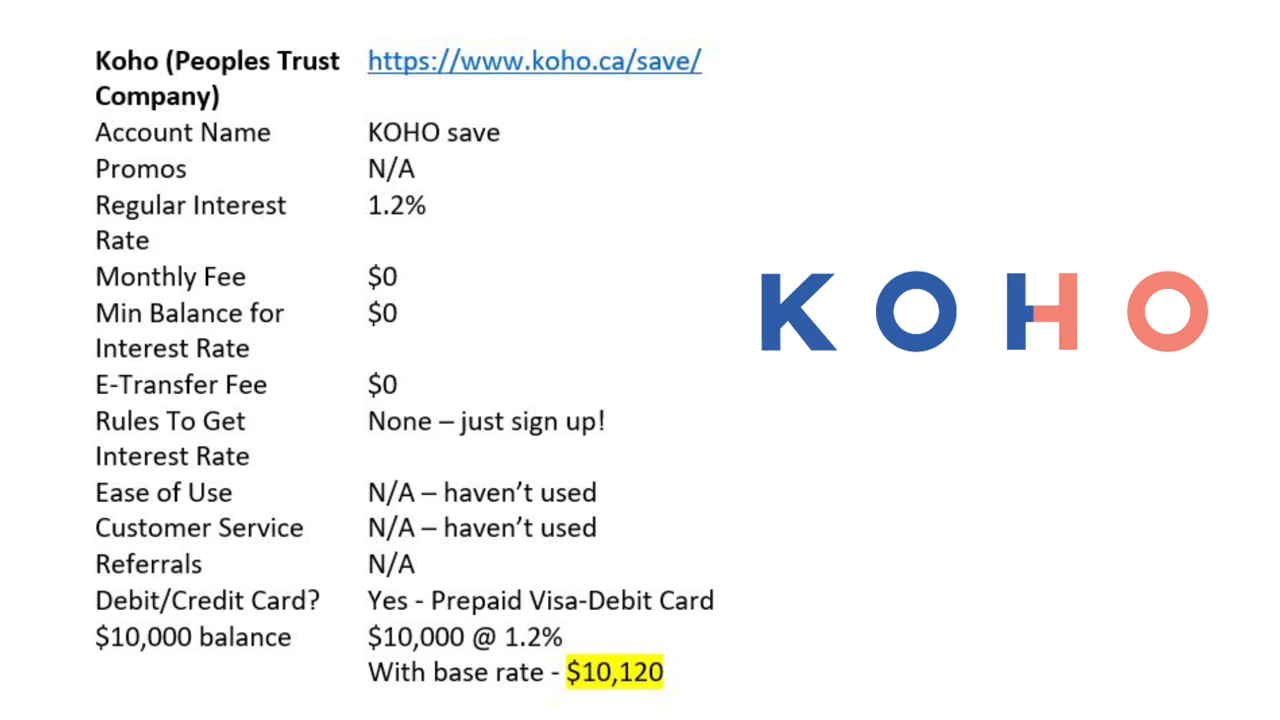 Koho (Peoples Trust https://www.koho.ca/save/
Company)
Account Name KOHO save
Promos N/A
Regular Interest 1.2%
Rate
Monthly Fee $0
Min Balance for $0
Interest Rate
E-Transfer Fee $0
Rules To Get None – just sign up!
Interest Rate
Ease of Use N/A – haven’t used
Customer Service N/A – haven’t used
Referrals N/A
Debit/Credit Card? Yes - Prepaid Visa-Debit Card
$10,000 balance $10,000 @ 1.2%
With base rate - $10,120
KOHO